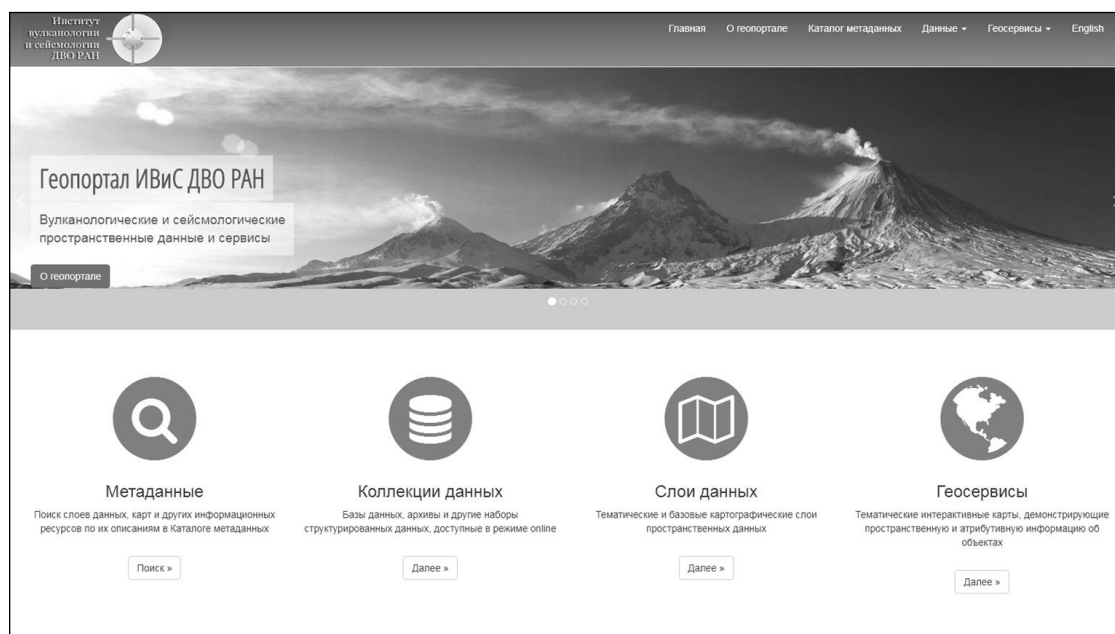 Институт
вулканологии
и сейсмологии
ДВО РАН
Главная О геопортале Каталог метаданных Данные Геосервисы English
Геопортал ИВиС ДВО РАН
Вулканологические и сейсмологические
пространственные данные и сервисы
О геопортале
Метаданные
Поиск слоев данных, карт и других информационных
ресурсов по их описаниям в Каталоге метаданных
Поиск »
Коллекции данных
Базы данных, архивы и другие наборы
структурированных данных, доступные в режиме online
Далее »
Слои данных
Тематические и базовые картографические слои
пространственных данных
Далее »
Геосервисы
Тематические интерактивные карты, демонстрирующие
пространственную и атрибутивную информацию об
объектах
Далее »